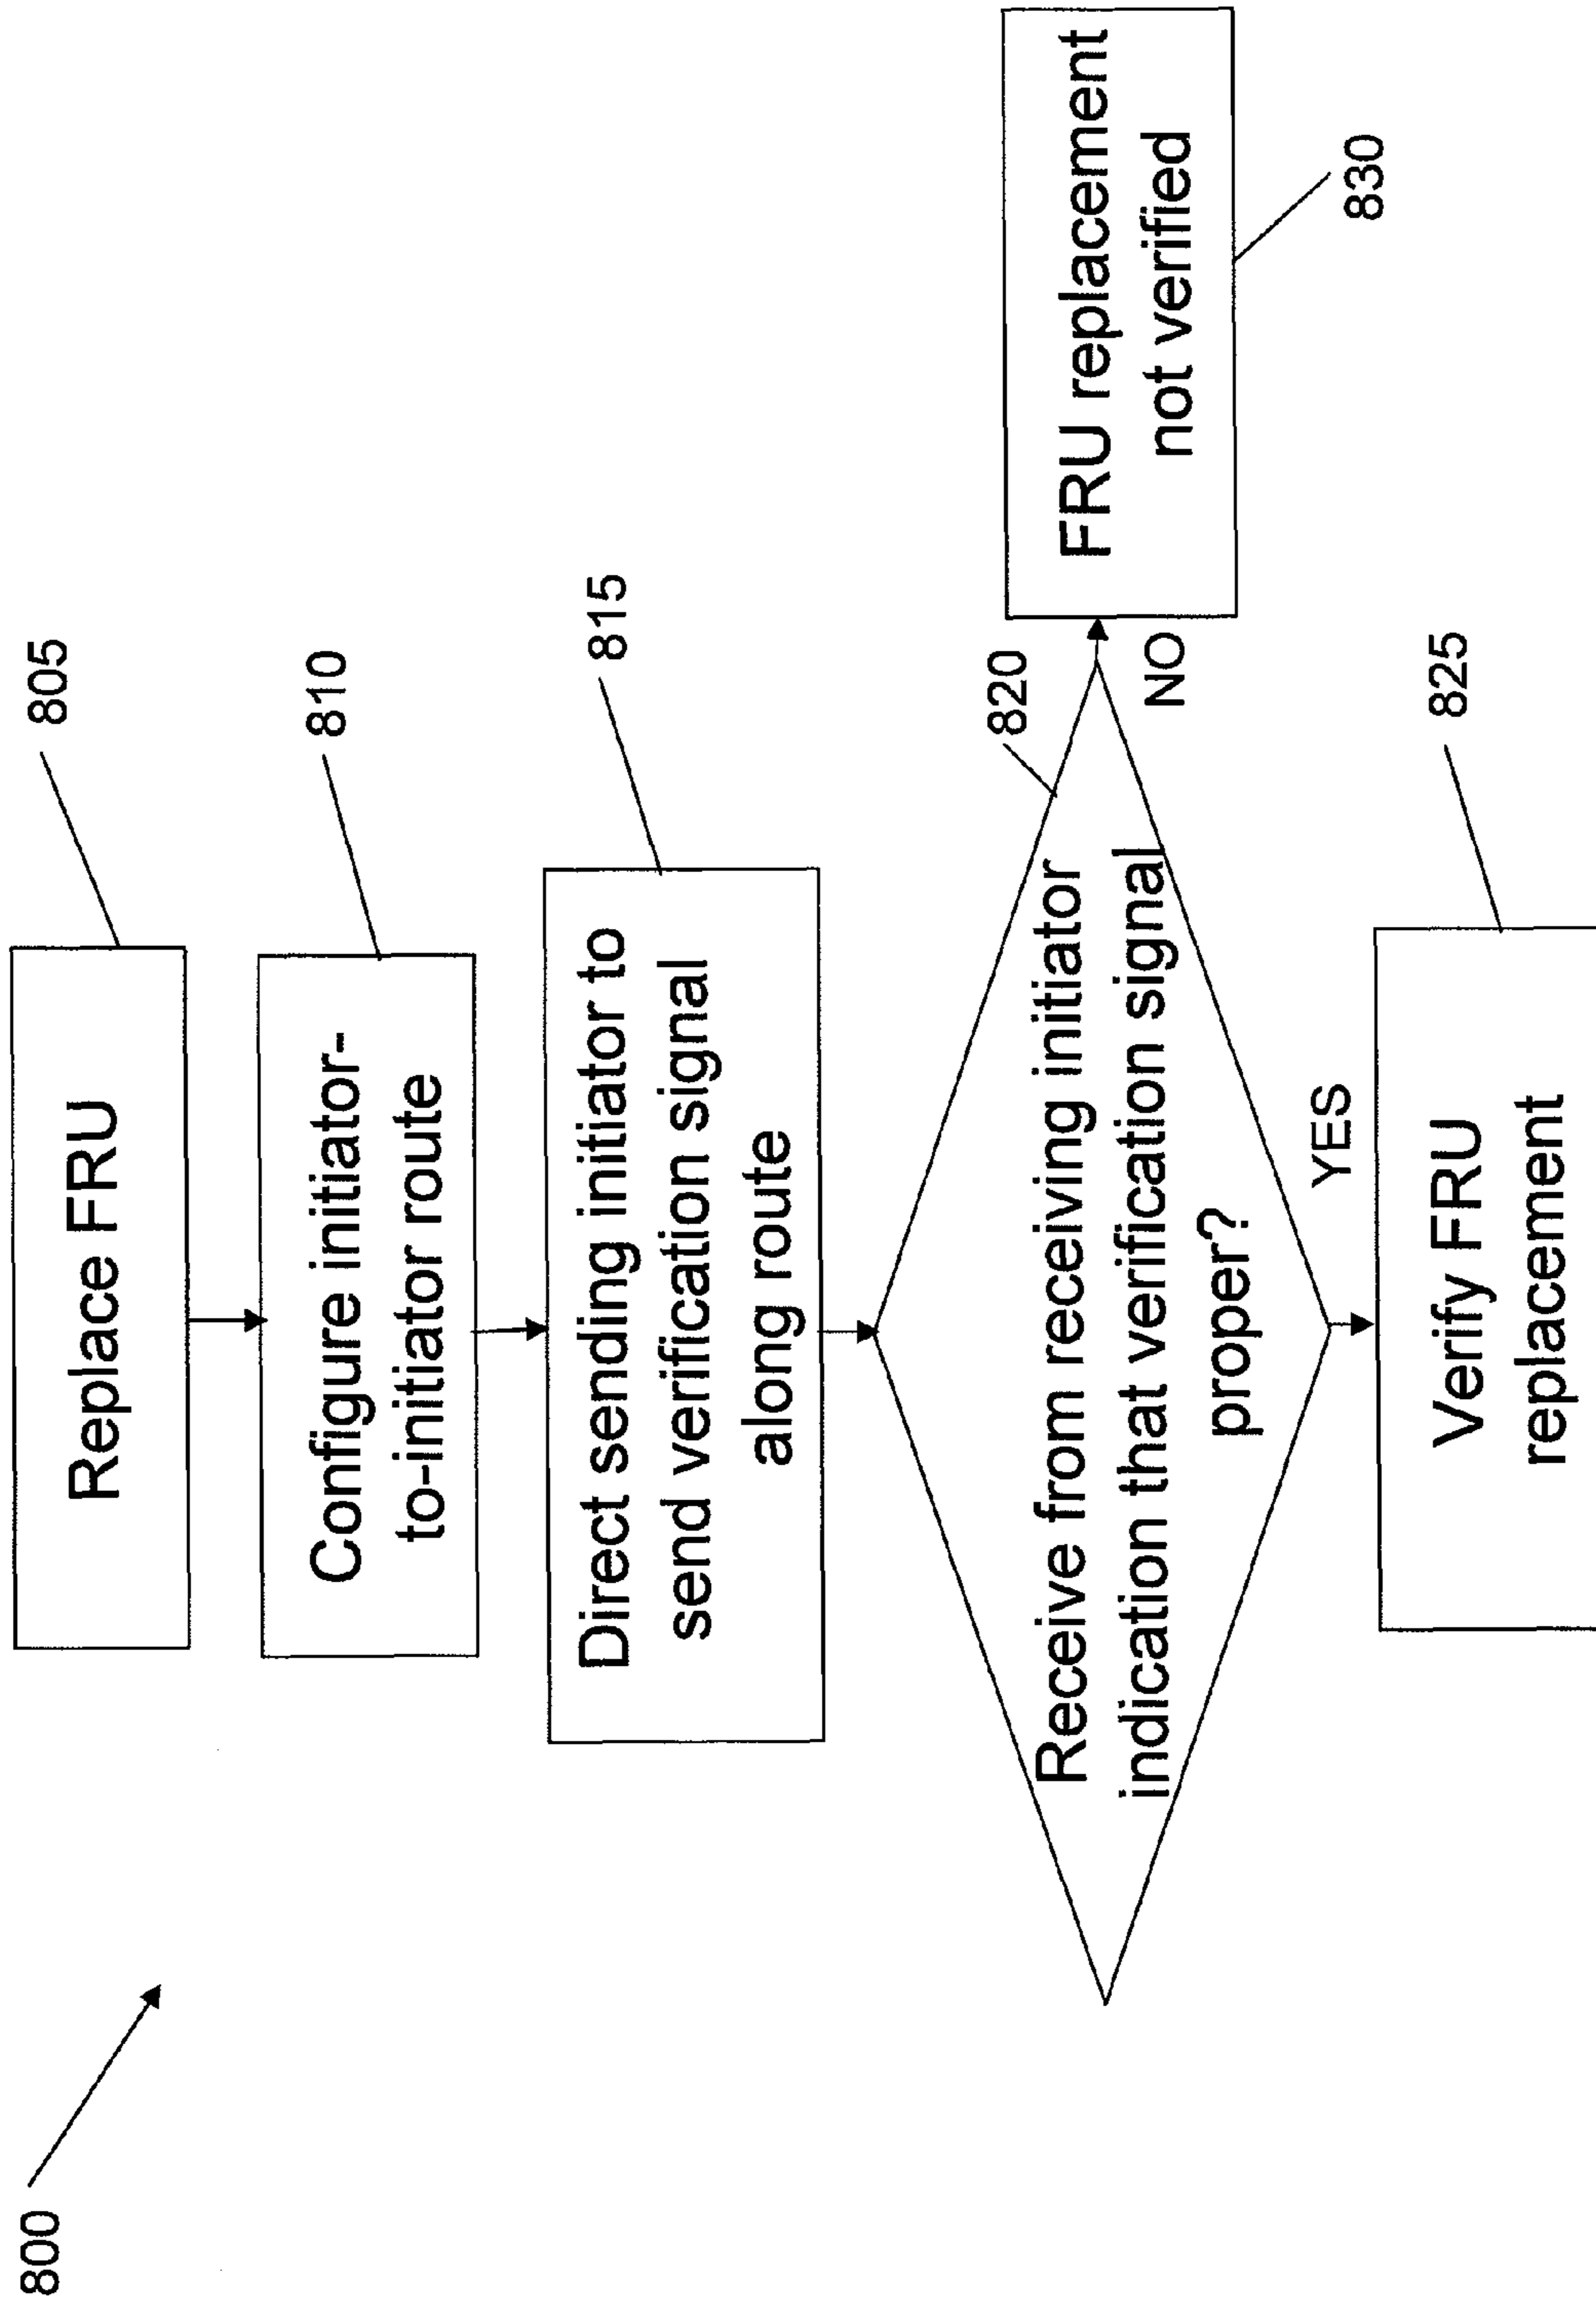 800
Replace FRU
805
Configure initiator-
to-initiator route
810
Direct sending initiator to
send verification signal
along route
815
Receive from receiving initiator
indication that verification signal
proper?
820
NO
FRU replacement
not verified
830
YES
Verify FRU
replacement
825